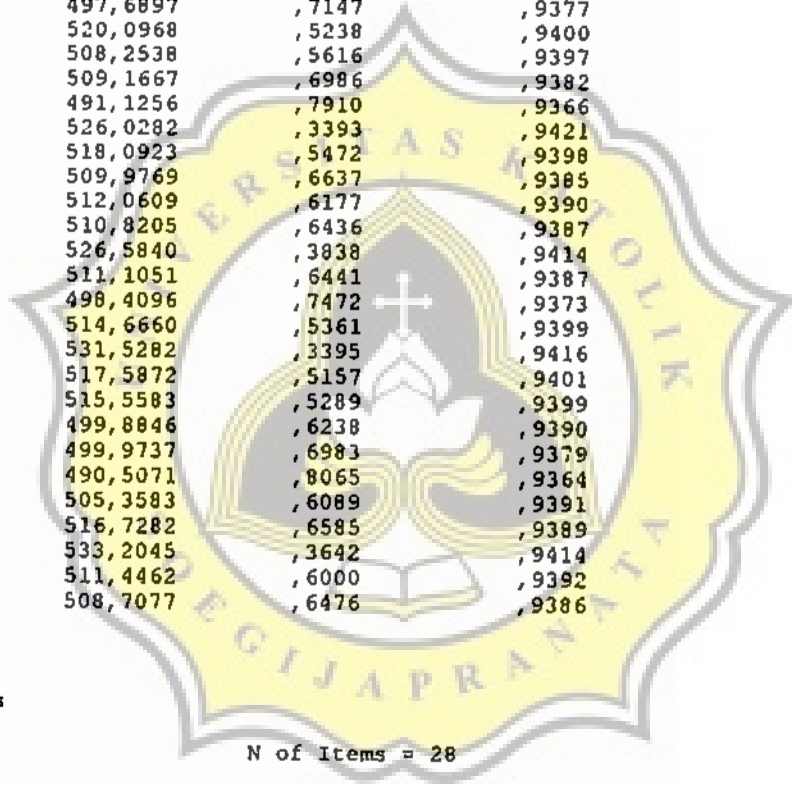 497,6897 ,7147 ,9377
520,0968 ,5238 ,9400
508,2538 ,5616 ,9397
509,1667 ,6986 ,9382
491,1256 ,7910 ,9366
526,0282 ,3393 ,9421
518,0923 ,5472 ,9398
509,9769 ,6637 ,9385
512,0609 ,6177 ,9390
510,8205 ,6436 ,9387
526,5840 ,3838 ,9414
511,1051 ,6441 ,9387
498,4096 ,7472 ,9373
514,6660 ,5361 ,9399
531,5282 ,3395 ,9416
517,5872 ,5157 ,9401
515,5583 ,5289 ,9399
499,8846 ,6238 ,9390
499,9737 ,6983 ,9379
490,5071 ,8065 ,9364
505,3583 ,6089 ,9391
516,7282 ,6585 ,9389
533,2045 ,3642 ,9414
511,4462 ,6000 ,9392
508,7077 ,6476 ,9386
N of Items = 28
UNIVERSITAS KATOLIK
SOEGIJAPRANATA